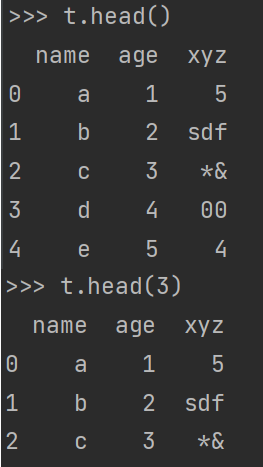 >>> t.head()
   name  age  xyz
0     a    1    5
1     b    2  sdf
2     c    3   *&
3     d    4   00
4     e    5    4
>>> t.head(3)
   name  age  xyz
0     a    1    5
1     b    2  sdf
2     c    3   *&